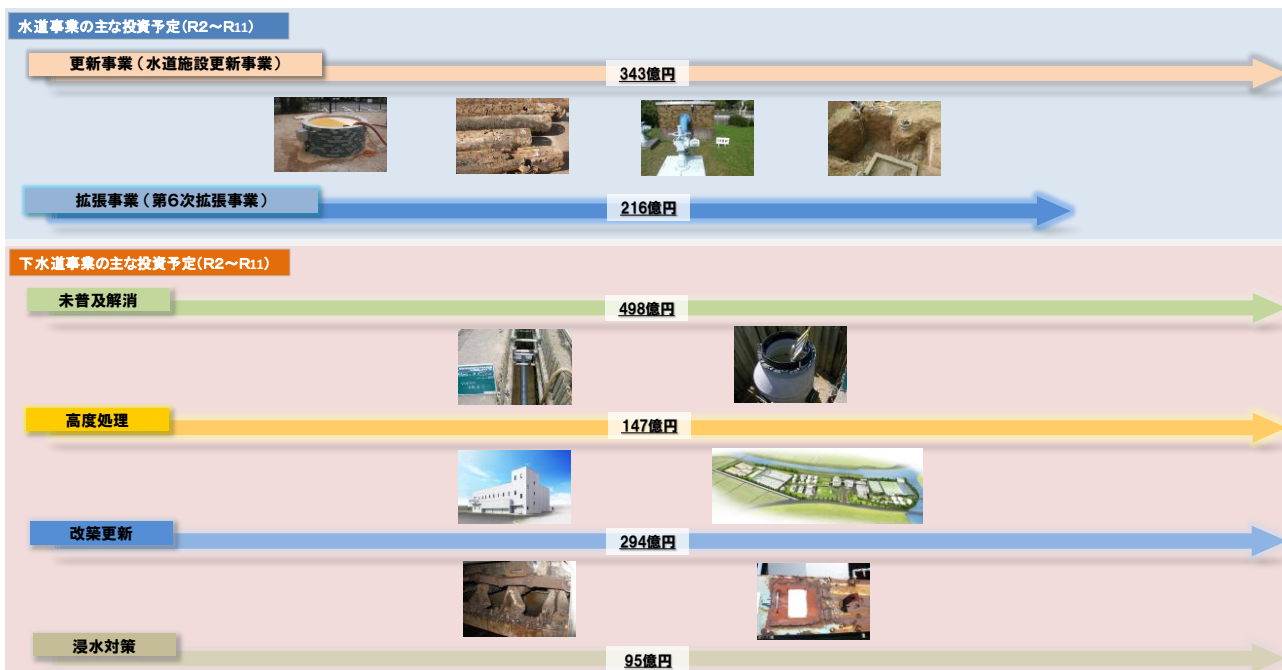 水道事業の主な投資予定(R2～R11)
更新事業(水道施設更新事業)
343億円
拡張事業(第6次拡張事業)
216億円
下水道事業の主な投資予定(R2～R11)
未普及解消
498億円
高度処理
147億円
改築更新
294億円
浸水対策
95億円